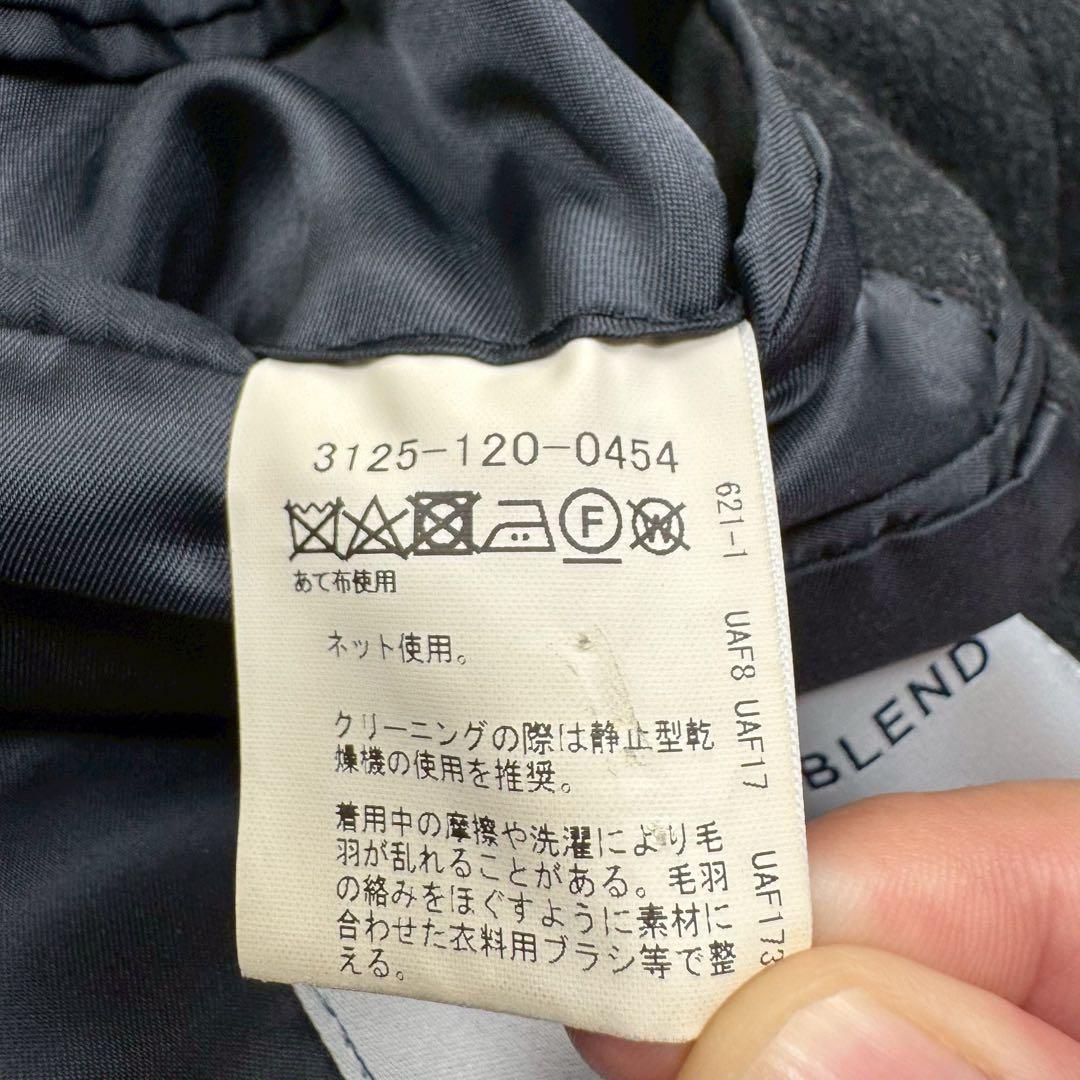 3125-120-0454
F W
あて布使用
ネット使用。
クリーニングの際は静止型乾
燥機の使用を推奨。
着用中の摩擦や洗濯により毛
羽が乱れることがある。毛羽
の絡みをほぐすように素材に
合わせた衣料用ブラシ等で整
える。
621-1 UAF8 UAF17 UAF173
BLEND